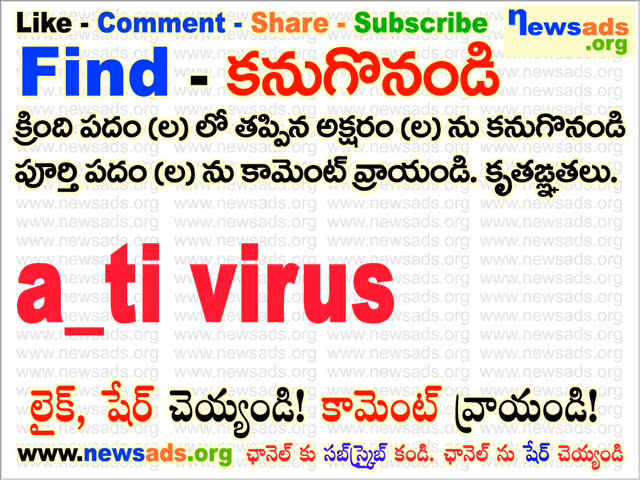 Like - Comment - Share - Subscribe
newsads
.org
Find - కనుగొనండి
క్రింది పదం (ల) లో తప్పిన అక్షరం (ల) ను కనుగొనండి
పూర్తి పదం (ల) ను కామెంట్ వ్రాయండి. కృతజ్ఞతలు.
a_ti virus
లైక్, షేర్ చెయ్యండి! కామెంట్ వ్రాయండి!
www.newsads.org ఛానెల్ కు సబ్‌స్క్రైబ్ కండి. ఛానెల్ ను షేర్ చెయ్యండి